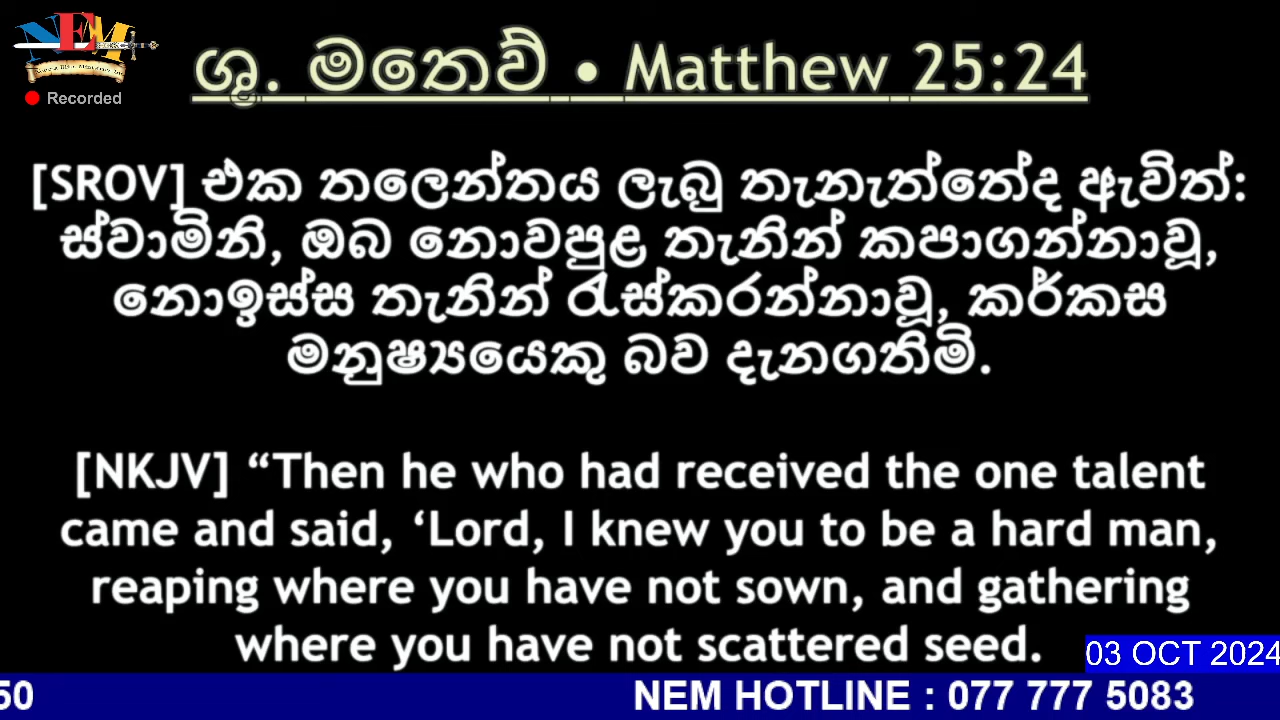 NEM
Recorded
ශු. මතෙව් • Matthew 25:24
[SROV] එක තලෙන්තය ලැබු තැනැත්තේද ඇවිත්:
ස්වාමිනි, ඔබ නොවපුළ තැනින් කපාගන්නාවූ,
නොඉස්ස තැනින් රැස්කරන්නාවූ, කර්කස
මනුෂ්‍යයෙකු බව දැනගතිමි.
[NKJV] “Then he who had received the one talent
came and said, ‘Lord, I knew you to be a hard man,
reaping where you have not sown, and gathering
where you have not scattered seed.
03 OCT 2024
50 NEM HOTLINE : 077 777 5083